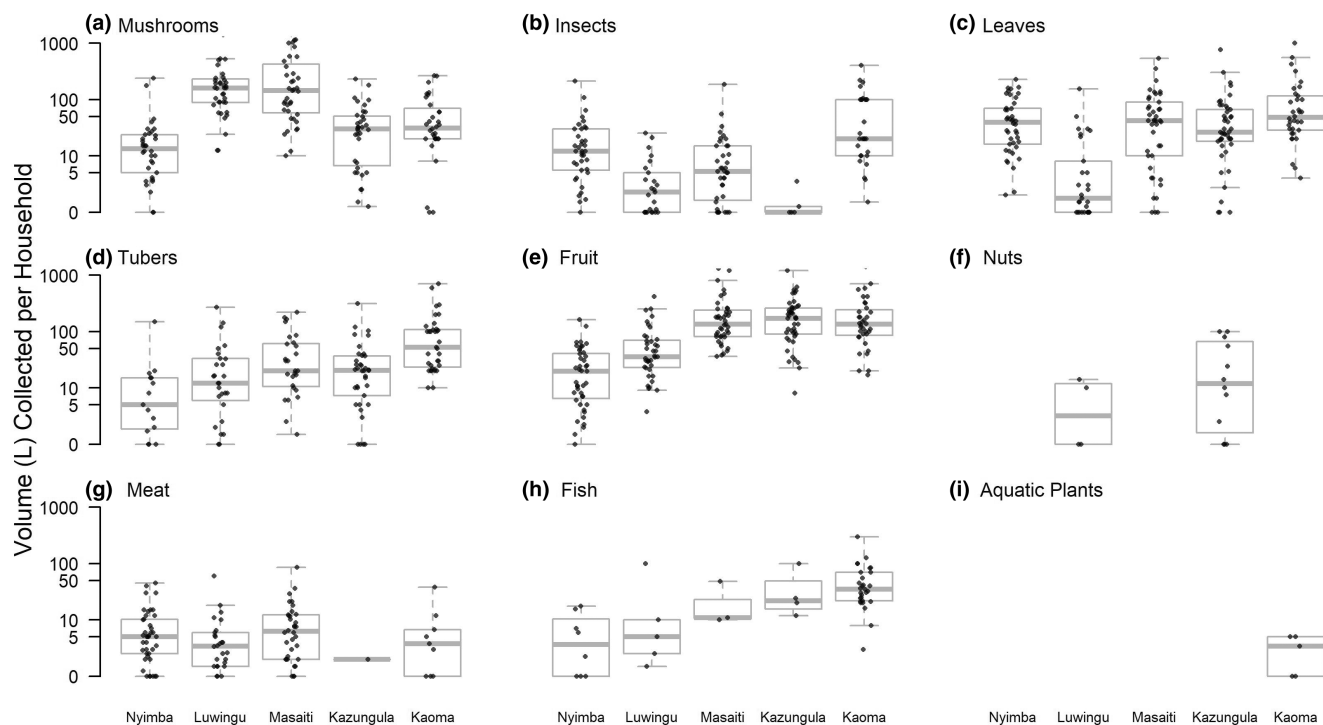 (a) Mushrooms
(b) Insects
(c) Leaves
1000
100
50
10
5
0
(d) Tubers
(e) Fruit
(f) Nuts
1000
100
50
10
5
0
(g) Meat
(h) Fish
(i) Aquatic Plants
1000
100
50
10
5
0
Volume (L) Collected per Household
Nyimba Luwingu Masaiti Kazungula Kaoma
Nyimba Luwingu Masaiti Kazungula Kaoma
Nyimba Luwingu Masaiti Kazungula Kaoma